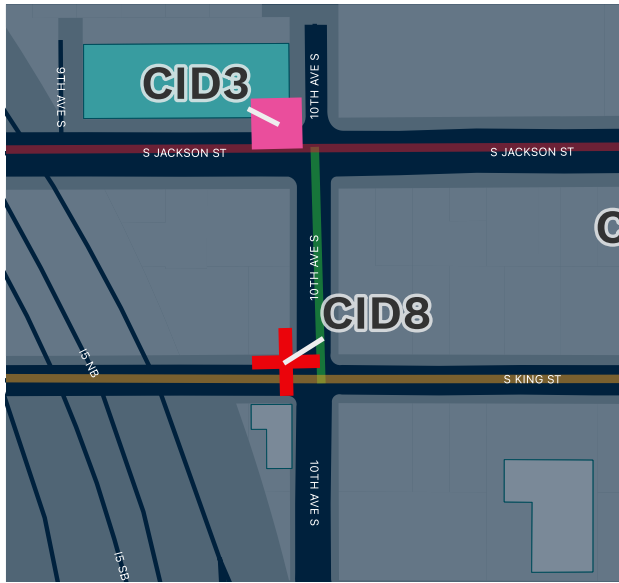 10TH AVE S
9TH AVE S
CID3
S JACKSON ST
S JACKSON ST
C
10TH AVE S
CID8
I5 NB
S KING ST
10TH AVE S
I5 SB